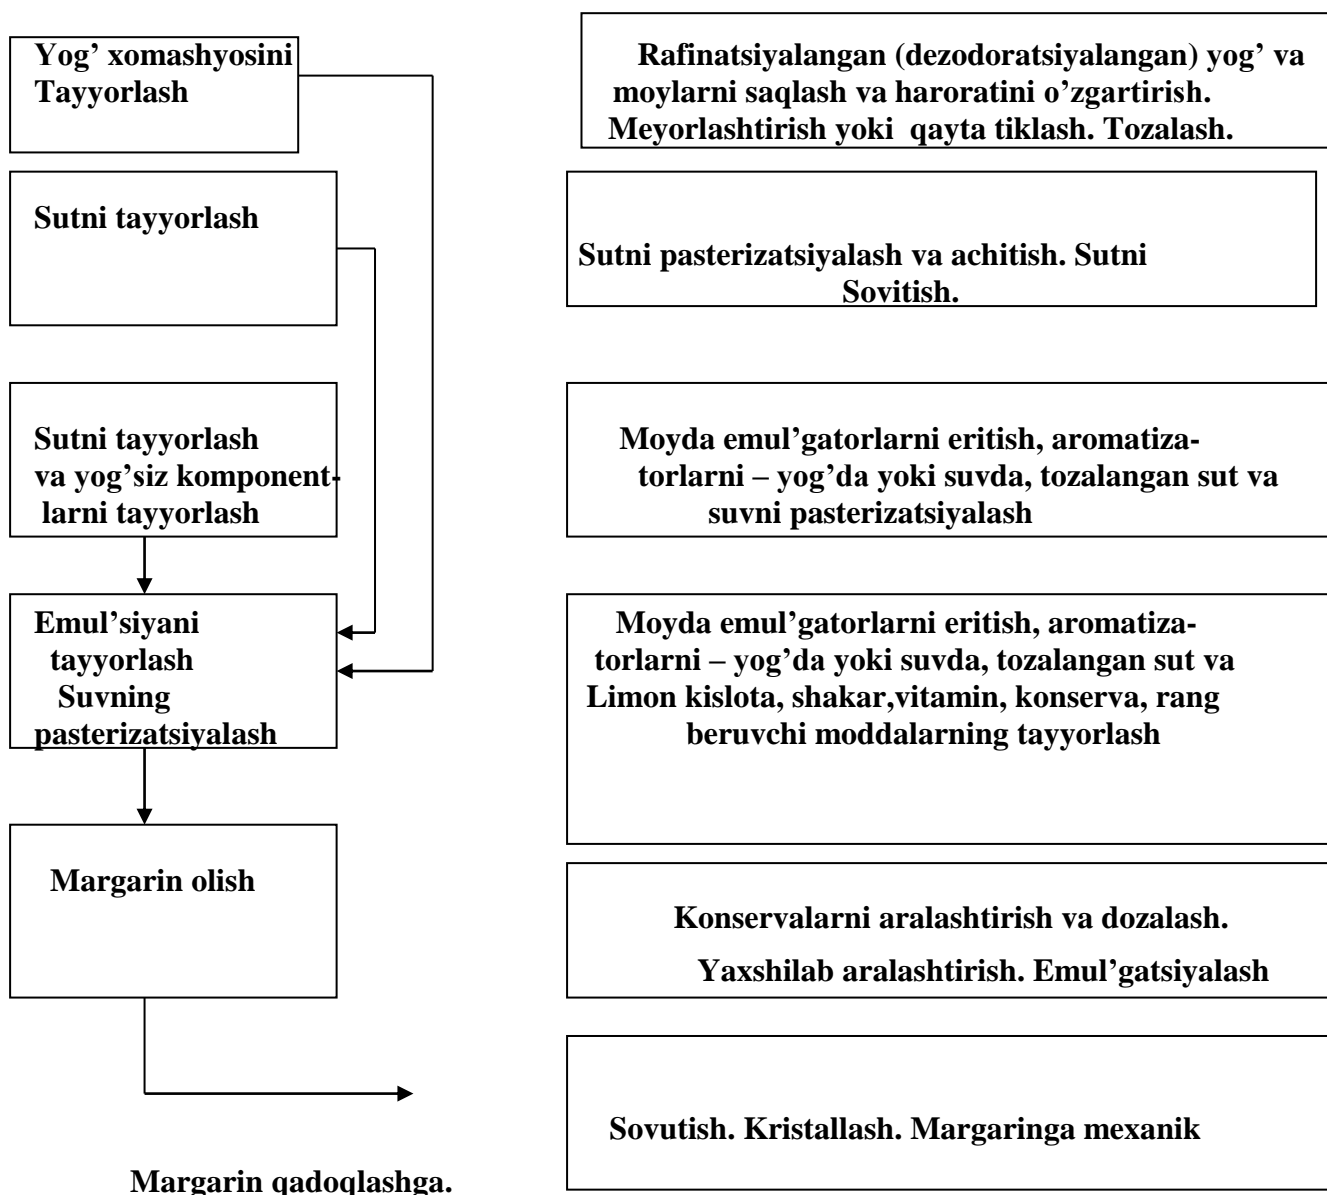 Yog’ xomashyosini
Tayyorlash
Rafinatsiyalangan (dezodoratsiyalangan) yog’ va
moylarni saqlash va haroratini o’zgartirish.
Meyorlashtirish yoki qayta tiklash. Tozalash.
Sutni tayyorlash
Sutni pasterizatsiyalash va achitish. Sutni
Sovitish.
Sutni tayyorlash
va yog’siz komponent-
larni tayyorlash
Moyda emul’gatorlarni eritish, aromatiza-
torlarni – yog’da yoki suvda, tozalangan sut va
suvni pasterizatsiyalash
Emul’siyani
tayyorlash
Suvning
pasterizatsiyalash
Moyda emul’gatorlarni eritish, aromatiza-
torlarni – yog’da yoki suvda, tozalangan sut va
Limon kislota, shakar,vitamin, konserva, rang
beruvchi moddalarning tayyorlash
Margarin olish
Konservalarni aralashtirish va dozalash.
Yaxshilab aralashtirish. Emul’gatsiyalash
Sovutish. Kristallash. Margaringa mexanik
Margarin qadoqlashga.